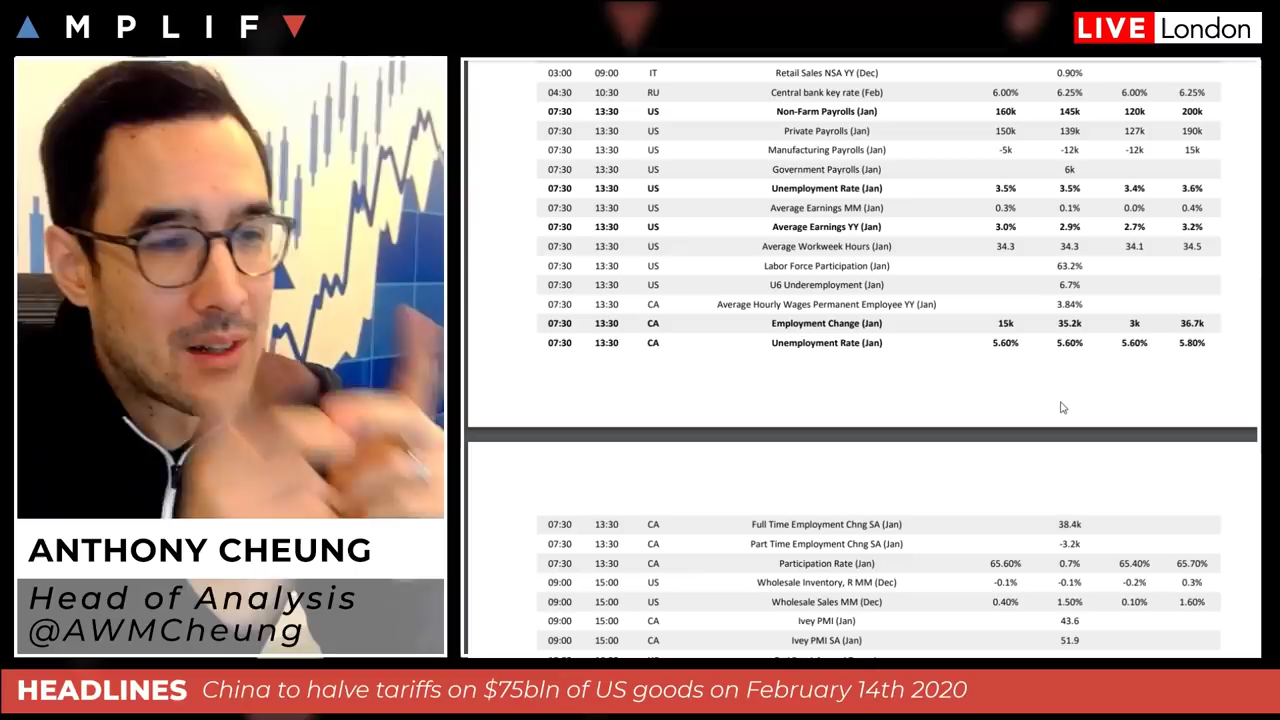 AMPLIFY
LIVE London
03:00 09:00 IT Retail Sales NSA YY (Dec) 0.90%
04:30 10:30 RU Central bank key rate (Feb) 6.00% 6.25% 6.00% 6.25%
07:30 13:30 US Non-Farm Payrolls (Jan) 160k 145k 120k 200k
07:30 13:30 US Private Payrolls (Jan) 150k 139k 127k 190k
07:30 13:30 US Manufacturing Payrolls (Jan) -5k -12k -12k 15k
07:30 13:30 US Government Payrolls (Jan) 6k
07:30 13:30 US Unemployment Rate (Jan) 3.5% 3.5% 3.4% 3.6%
07:30 13:30 US Average Earnings MM (Jan) 0.3% 0.1% 0.0% 0.4%
07:30 13:30 US Average Earnings YY (Jan) 3.0% 2.9% 2.7% 3.2%
07:30 13:30 US Average Workweek Hours (Jan) 34.3 34.3 34.1 34.5
07:30 13:30 US Labor Force Participation (Jan) 63.2%
07:30 13:30 US U6 Underemployment (Jan) 6.7%
07:30 13:30 CA Average Hourly Wages Permanent Employee YY (Jan) 3.84%
07:30 13:30 CA Employment Change (Jan) 15k 35.2k 3k 36.7k
07:30 13:30 CA Unemployment Rate (Jan) 5.60% 5.60% 5.60% 5.80%
07:30 13:30 CA Full Time Employment Chng SA (Jan) 38.4k
07:30 13:30 CA Part Time Employment Chng SA (Jan) -3.2k
07:30 13:30 CA Participation Rate (Jan) 65.60% 0.7% 65.40% 65.70%
09:00 15:00 US Wholesale Inventory, R MM (Dec) -0.1% -0.1% -0.2% 0.3%
09:00 15:00 US Wholesale Sales MM (Dec) 0.40% 1.50% 0.10% 1.60%
09:00 15:00 CA Ivey PMI (Jan) 43.6
09:00 15:00 CA Ivey PMI SA (Jan) 51.9
ANTHONY CHEUNG
Head of Analysis
@AWMCheung
HEADLINES China to halve tariffs on $75bln of US goods on February 14th 2020